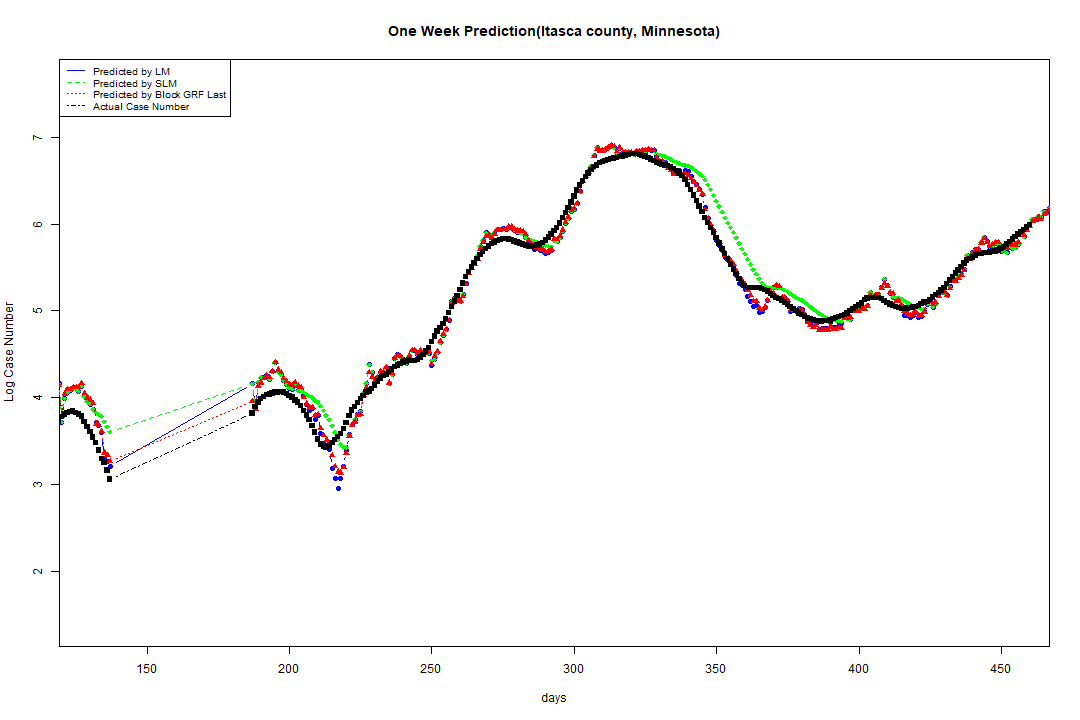 One Week Prediction(Itasca county, Minnesota)
Predicted by LM
Predicted by SLM
Predicted by Block GRF Last
Actual Case Number
Log Case Number
7
6
5
4
3
2
150 200 250 300 350 400 450
days